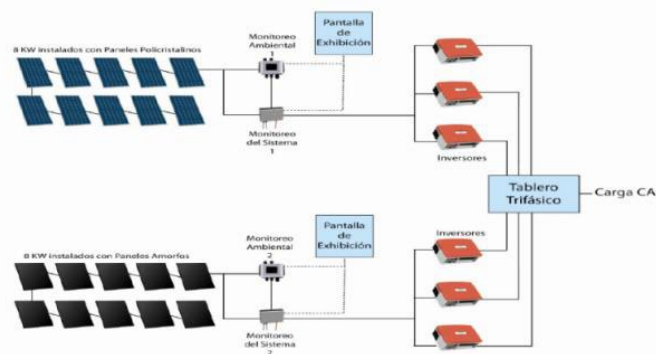 8 KW instalados con Paneles Policristalinos
Monitoreo
Ambiental
1
Pantalla
de
Exhibición
Monitoreo
del Sistema
1
Inversores
Tablero
Trifásico
Carga CA
8 KW instalados con Paneles Amorfos
Monitoreo
Ambiental
2
Pantalla
de
Exhibición
Inversores
Monitoreo
del Sistema
2